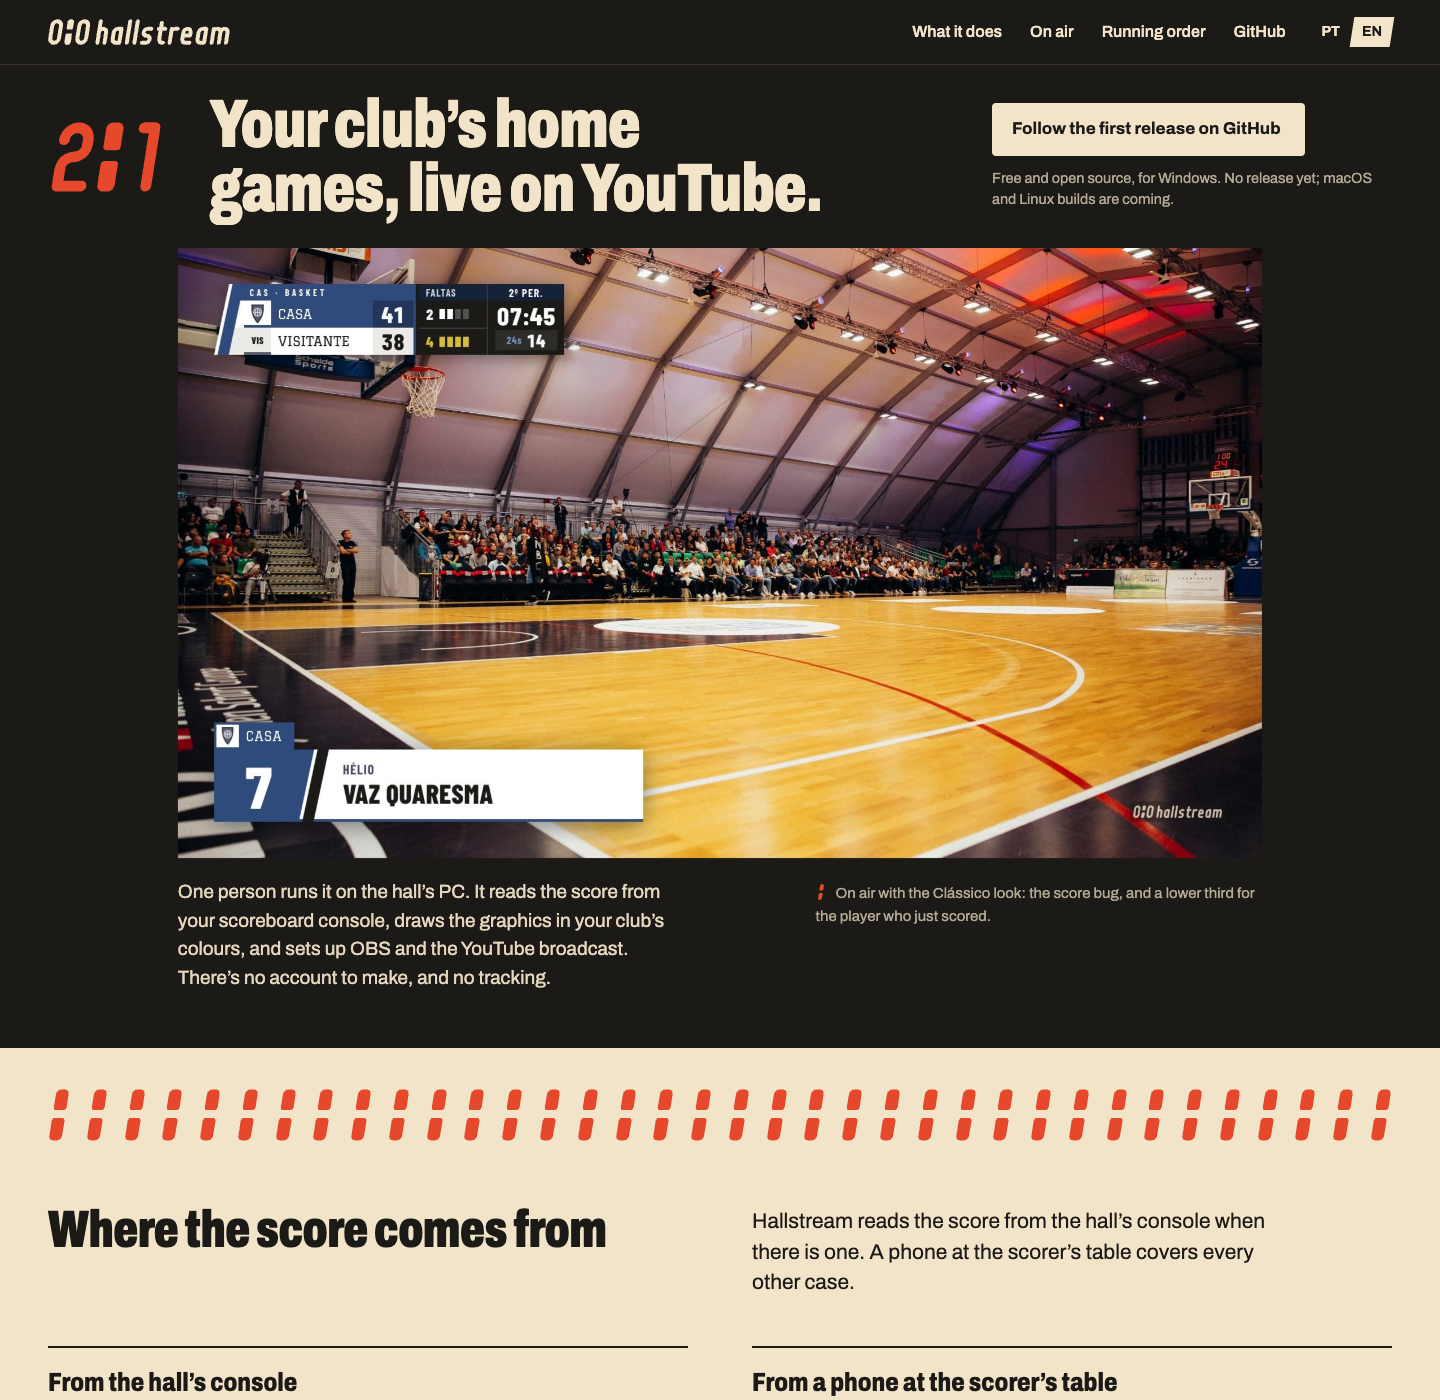 0:0 hallstream
What it does
On air
Running order
GitHub
PT
EN
2:1
Your club’s home
games, live on YouTube.
Follow the first release on GitHub
Free and open source, for Windows. No release yet; macOS
and Linux builds are coming.
CAS · BASKET
FALTAS
2º PER.
CASA
41
2
07:45
VIS
VISITANTE
38
4
24s 14
Schelde
Sports
CASA
7
HÉLIO
VAZ QUARESMA
0:0 hallstream
One person runs it on the hall’s PC. It reads the score from
your scoreboard console, draws the graphics in your club’s
colours, and sets up OBS and the YouTube broadcast.
There’s no account to make, and no tracking.
On air with the Clássico look: the score bug, and a lower third for
the player who just scored.
Where the score comes from
Hallstream reads the score from the hall’s console when
there is one. A phone at the scorer’s table covers every
other case.
From the hall’s console
From a phone at the scorer’s table